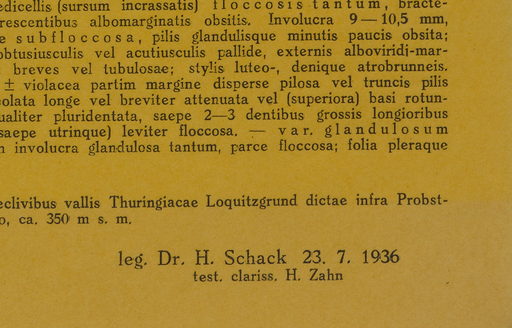 edicellis (sursum incrassatis) floccosis tantum, bracte-
rescentibus albomarginatis obsitis. Involucra 9—10,5 mm,
e subfloccosa, pilis glandulisque minutis paucis obsita;
obtusiusculis vel acutiusculis pallide, externis alboviridi-mar-
breves vel tubulosae; stylis luteo-, denique atrobrunneis.
± violacea partim margine disperse pilosa vel truncis pilis
olata longe vel breviter attenuata vel (superiora) basi rotun-
ualiter pluridentata, saepe 2—3 dentibus grossis longioribus
saepe utrinque) leviter floccosa. — var. glandulosum
n involucra glandulosa tantum, parce floccosa; folia pleraque
eclivibus vallis Thuringiacae Loquitzgrund dictae infra Probst-
o, ca. 350 m s. m.
leg. Dr. H. Schack 23. 7. 1936
test. clariss. H. Zahn